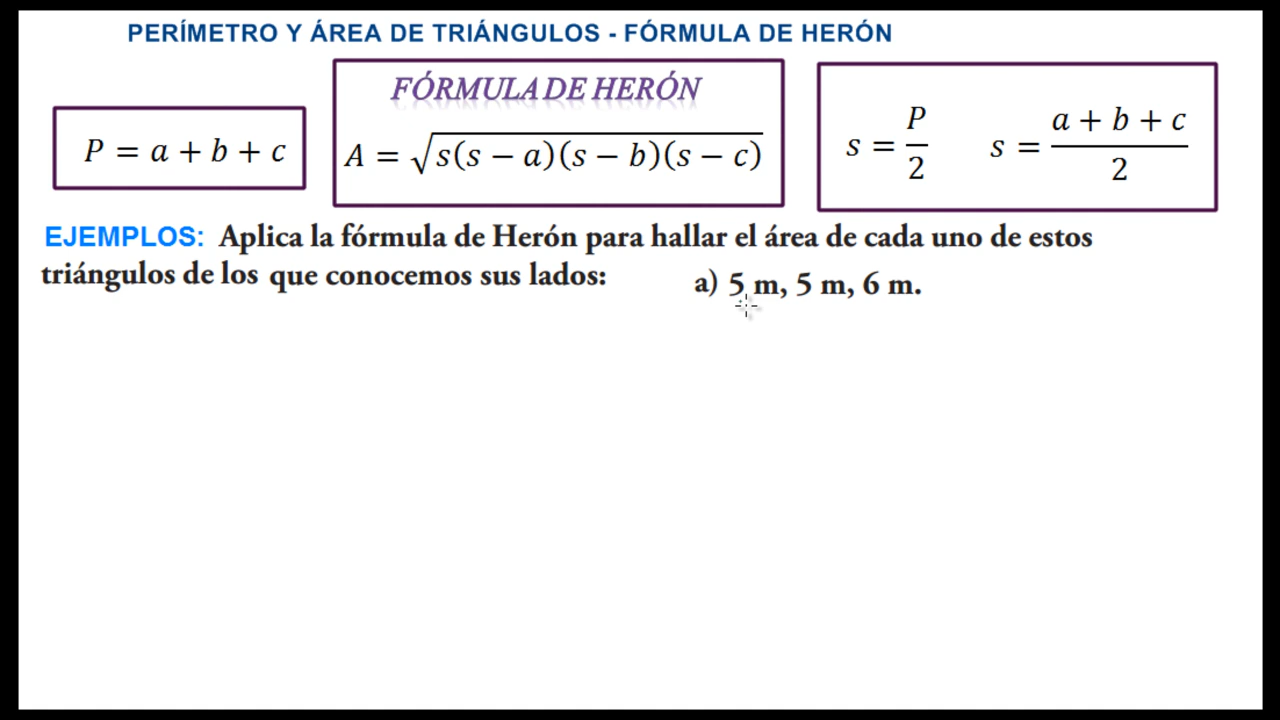 PERÍMETRO Y ÁREA DE TRIÁNGULOS - FÓRMULA DE HERÓN
FÓRMULA DE HERÓN
P = a + b + c
A = √s(s − a)(s − b)(s − c)
s = P/2
s = a + b + c/2
EJEMPLOS: Aplica la fórmula de Herón para hallar el área de cada uno de estos
triángulos de los que conocemos sus lados:
a) 5 m, 5 m, 6 m.